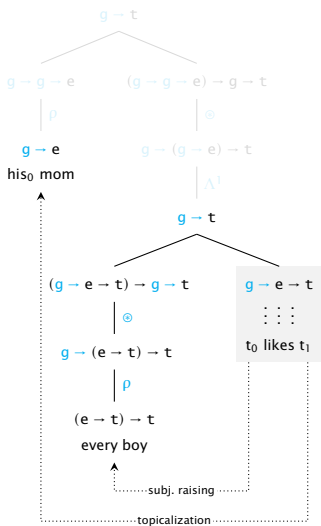 g → t
g → g → e (g → g → e) → g → t
ρ ⊛
g → e g → (g → e) → t
his₀ mom Λ¹
g → t
(g → e → t) → g → t g → e → t
⊛ ⋮ ⋮ ⋮
g → (e → t) → t t₀ likes t₁
ρ
(e → t) → t
every boy
subj. raising
topicalization